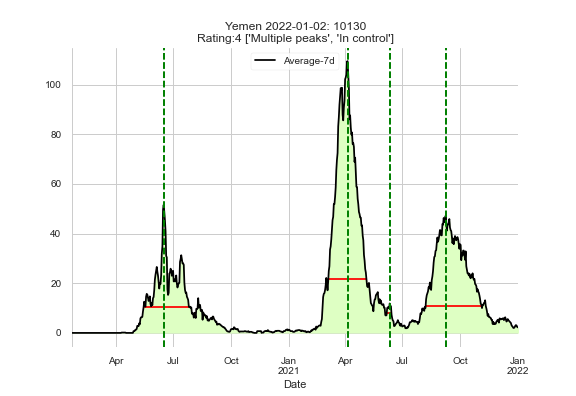 Yemen 2022-01-02: 10130
Rating:4 ['Multiple peaks', 'In control']
Average-7d
100
80
60
40
20
0
Apr Jul Oct Jan Apr Jul Oct Jan
2021 2022
Date